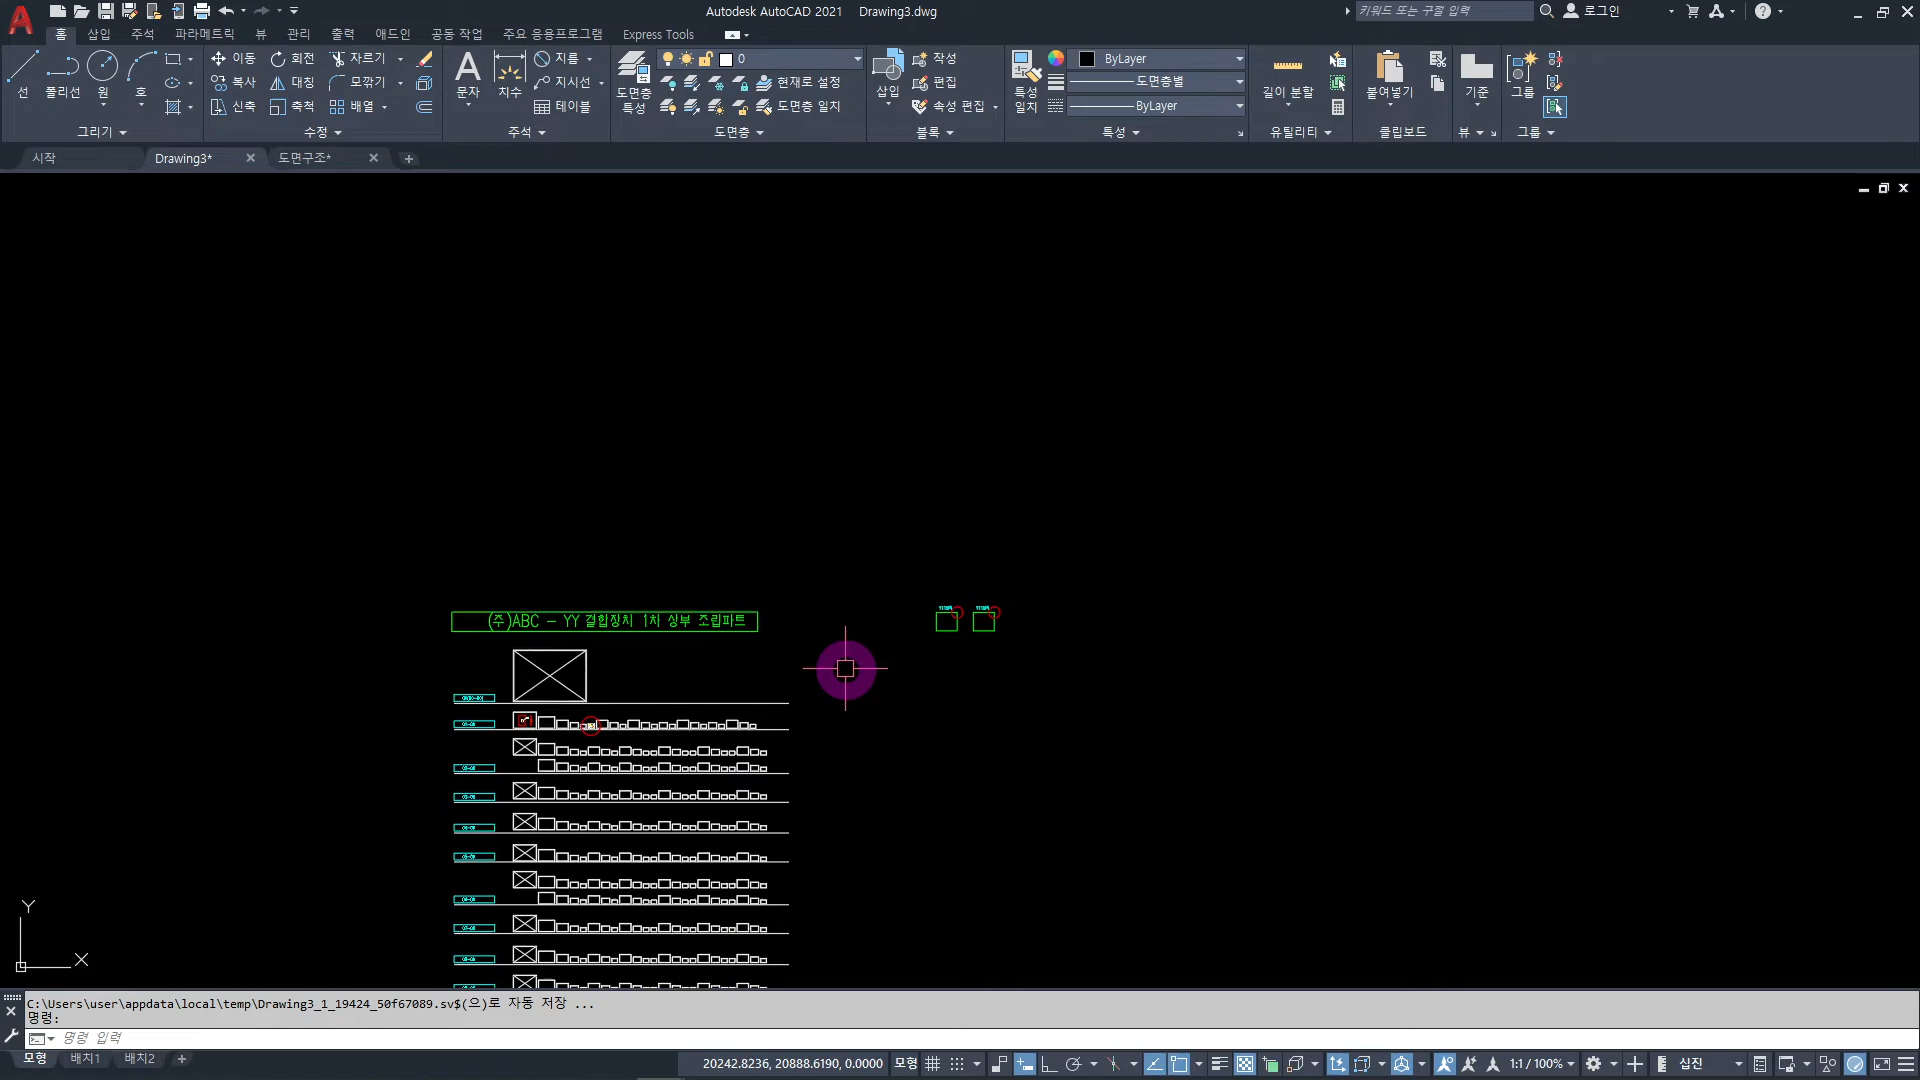 Autodesk AutoCAD 2021 Drawing3.dwg
키워드 또는 구절 입력
로그인
홈 삽입 주석 파라메트릭 뷰 관리 출력 애드인 공동 작업 주요 응용프로그램 Express Tools
선 폴리선 원 호
이동 회전 자르기
복사 대칭 모깎기
신축 축척 배열
문자 치수
지름
지시선
테이블
도면층 특성
0
현재로 설정
도면층 일치
삽입
작성
편집
속성 편집
특성 일치
ByLayer
도면층별
ByLayer
길이 분할
붙여넣기
기준
그룹
그리기 수정 주석 도면층 블록 특성 유틸리티 클립보드 뷰 그룹
시작 Drawing3* 도면구조*
(주)ABC - YY 결합장치 1차 상부 조립파트
Y
X
C:\Users\user\appdata\local\temp\Drawing3_1_19424_50f67089.sv$(으)로 자동 저장 ...
명령:
명령 입력
모형 배치1 배치2
20242.8236, 20888.6190, 0.0000 모형 1:1 / 100% 십진